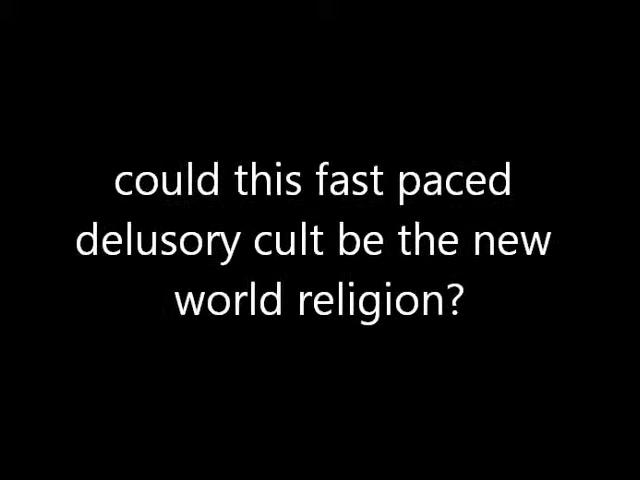 could this fast paced
delusory cult be the new
world religion?